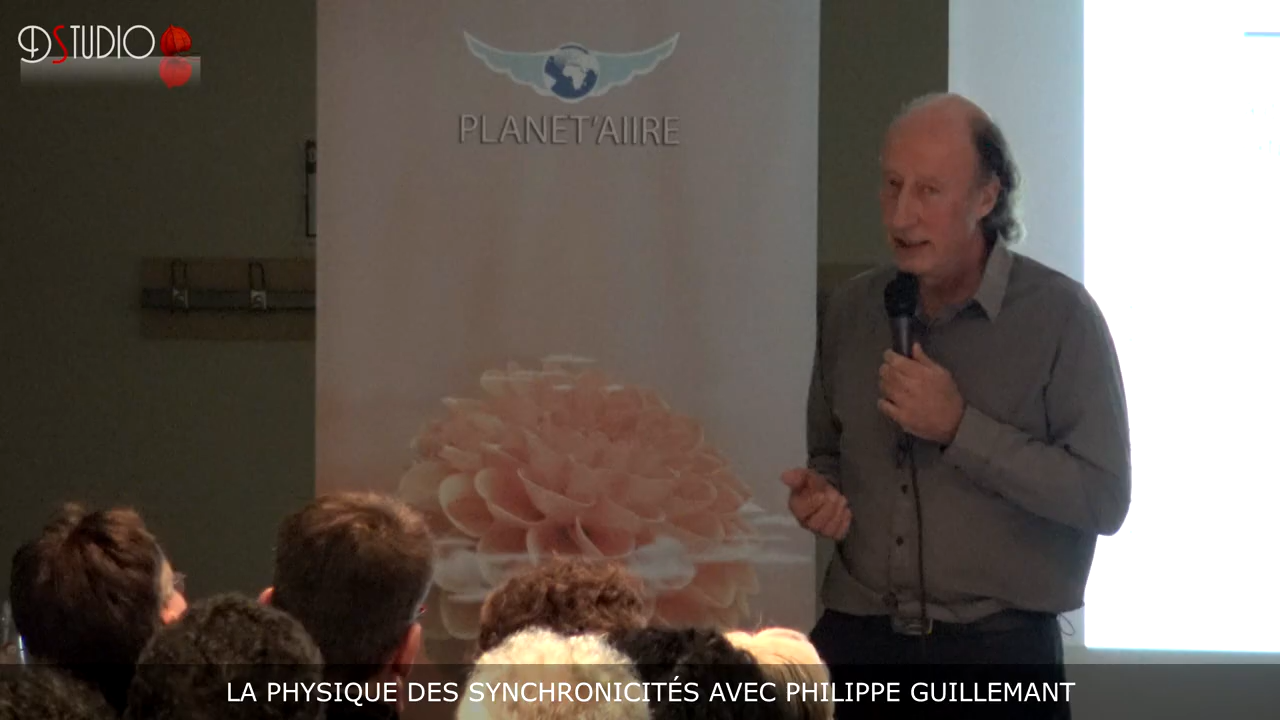 DSTUDIO
PLANET'AIIRE
LA PHYSIQUE DES SYNCHRONICITÉS AVEC PHILIPPE GUILLEMANT